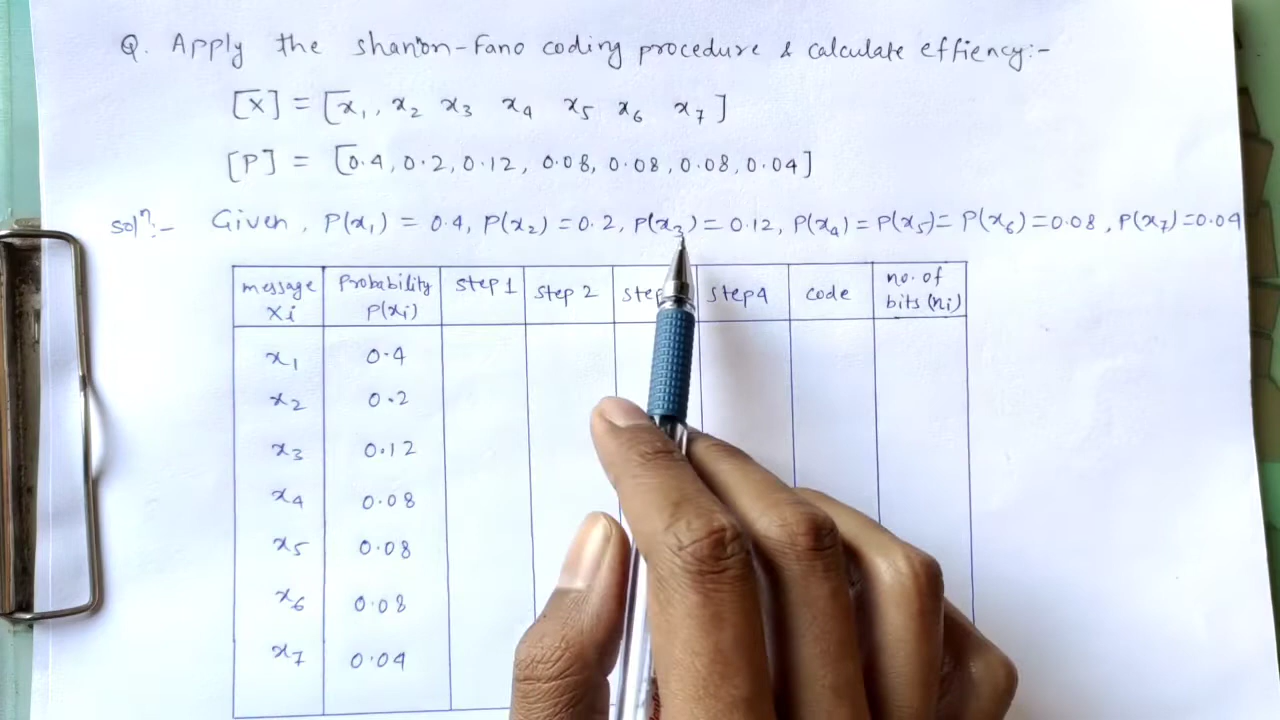 Q. Apply the shanon-Fano coding procedure & calculate effiency:-
[X] = [x1, x2 x3 x4 x5 x6 x7]
[P] = [0.4, 0.2, 0.12, 0.08, 0.08, 0.08, 0.04]
solⁿ:- Given, P(x1) = 0.4, P(x2) = 0.2, P(x3) = 0.12, P(x4) = P(x5) = P(x6) = 0.08, P(x7) = 0.04
message xi Probability P(xi) step 1 step 2 step step 4 code no. of bits (ni)
x1 0.4
x2 0.2
x3 0.12
x4 0.08
x5 0.08
x6 0.08
x7 0.04